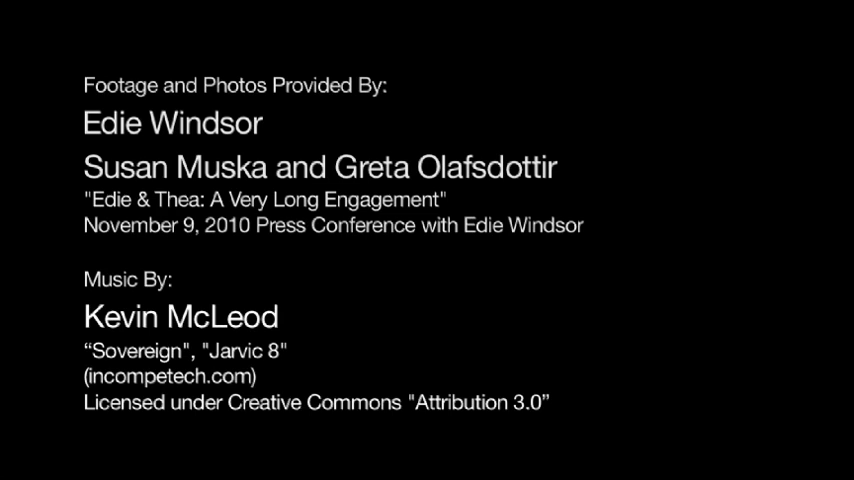 Footage and Photos Provided By:
Edie Windsor
Susan Muska and Greta Olafsdottir
"Edie & Thea: A Very Long Engagement"
November 9, 2010 Press Conference with Edie Windsor
Music By:
Kevin McLeod
“Sovereign", "Jarvic 8"
(incompetech.com)
Licensed under Creative Commons "Attribution 3.0”